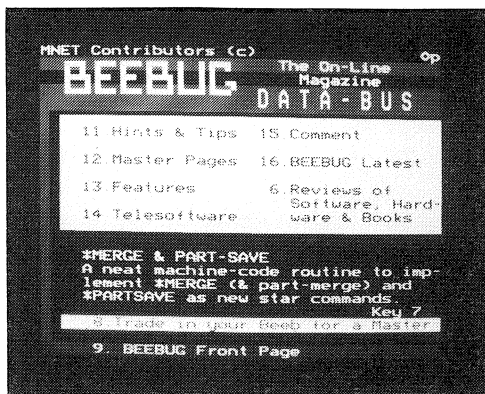 MNET Contributors (c) 0p
BEEBUG The On-Line
Magazine
DATA-BUS
11 Hints & Tips 15.Comment
12.Master Pages 16.BEEBUG Latest
13 Features 6.Reviews of
Software, Hard-
14 Telesoftware ware & Books
*MERGE & PART-SAVE
A neat machine-code routine to imp-
lement *MERGE (& part-merge) and
*PARTSAVE as new star commands.
Key 7
8.Trade in your Beeb for a Master
9. BEEBUG Front Page